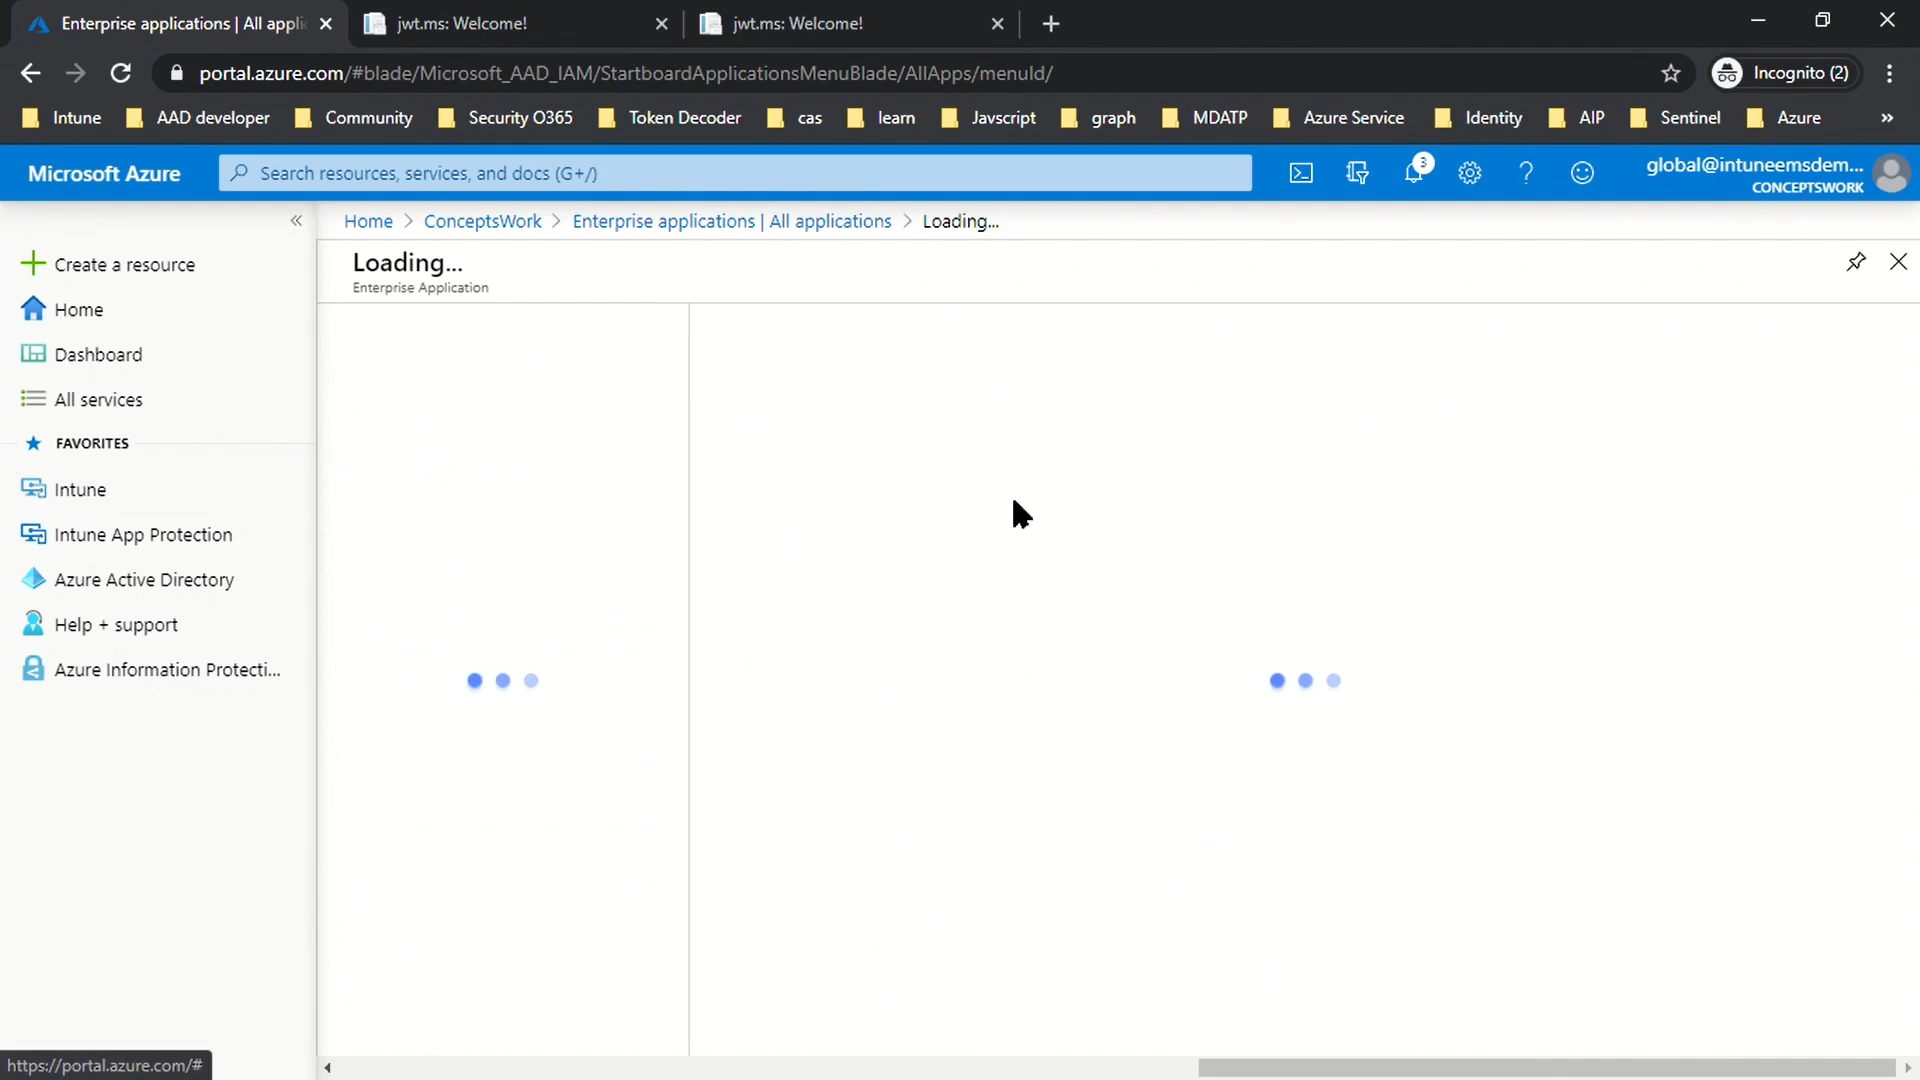 Enterprise applications | All appli
jwt.ms: Welcome!
jwt.ms: Welcome!
portal.azure.com/#blade/Microsoft_AAD_IAM/StartboardApplicationsMenuBlade/AllApps/menuId/
Incognito (2)
Intune
AAD developer
Community
Security O365
Token Decoder
cas
learn
Javscript
graph
MDATP
Azure Service
Identity
AIP
Sentinel
Azure
»
Microsoft Azure
Search resources, services, and docs (G+/)
3
global@intuneemsdem...
CONCEPTSWORK
Home > ConceptsWork > Enterprise applications | All applications > Loading...
Loading...
Enterprise Application
Create a resource
Home
Dashboard
All services
FAVORITES
Intune
Intune App Protection
Azure Active Directory
Help + support
Azure Information Protecti...
https://portal.azure.com/#